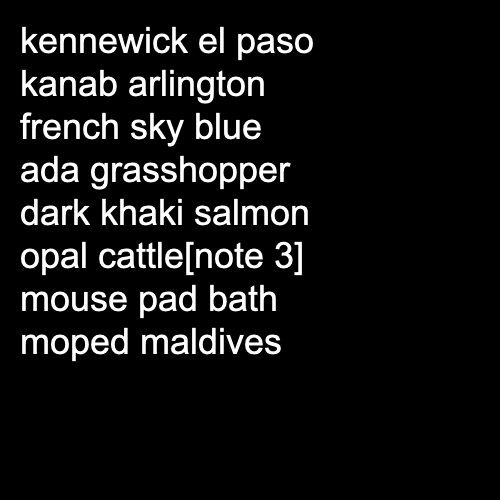 kennewick el paso
kanab arlington
french sky blue
ada grasshopper
dark khaki salmon
opal cattle[note 3]
mouse pad bath
moped maldives